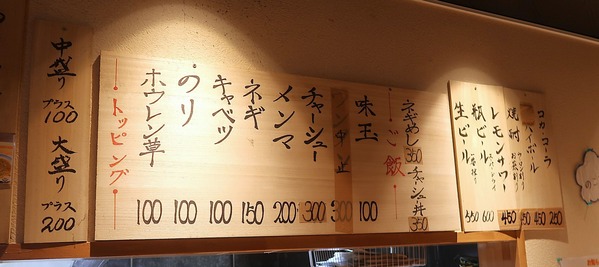 中盛り プラス100
大盛り プラス200
トッピング
ホウレン草 100
のり 100
キャベツ 100
ネギ 150
メンマ 200
チャーシュー 300
味玉 100
ご飯
ネギめし 350
チャーシュ丼 350
生ビール 450
瓶ビール 600
レモンサワー 450
焼酎
ハイボール 450
コカ・コーラ 250